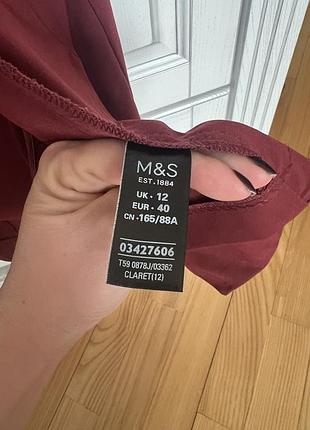 M&S
EST. 1884
UK · 12
EUR · 40
CN · 165/88A
03427606
T59 0878J/03362
CLARET(12)